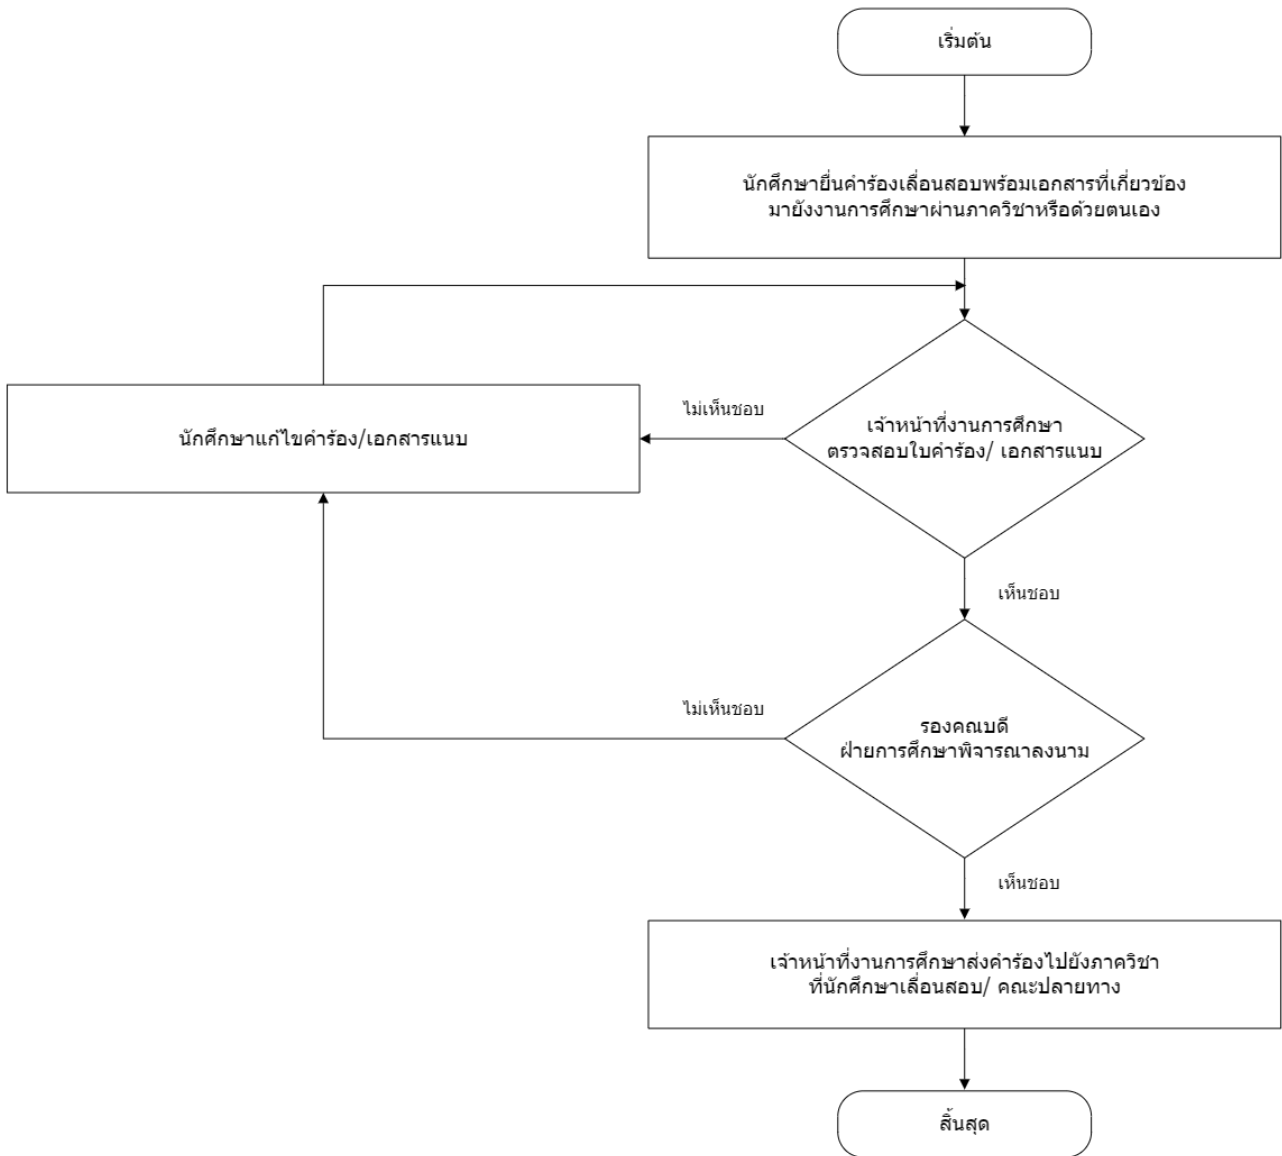 เริ่มต้น
นักศึกษายื่นคำร้องเลื่อนสอบพร้อมเอกสารที่เกี่ยวข้อง
มายังงานการศึกษาผ่านภาควิชาหรือด้วยตนเอง
ไม่เห็นชอบ
เจ้าหน้าที่งานการศึกษา
ตรวจสอบใบคำร้อง/ เอกสารแนบ
นักศึกษาแก้ไขคำร้อง/เอกสารแนบ
เห็นชอบ
ไม่เห็นชอบ
รองคณบดี
ฝ่ายการศึกษาพิจารณาลงนาม
เห็นชอบ
เจ้าหน้าที่งานการศึกษาส่งคำร้องไปยังภาควิชา
ที่นักศึกษาเลื่อนสอบ/ คณะปลายทาง
สิ้นสุด